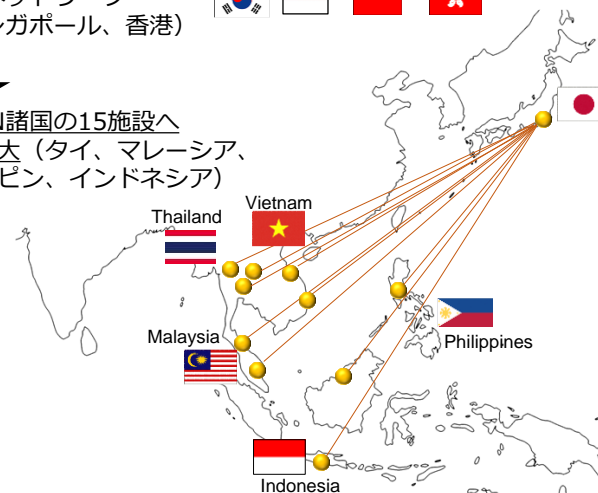 ンガポール、香港）
諸国の15施設へ
大（タイ、マレーシア、
ピン、インドネシア）
Vietnam
Thailand
Malaysia
Philippines
Indonesia